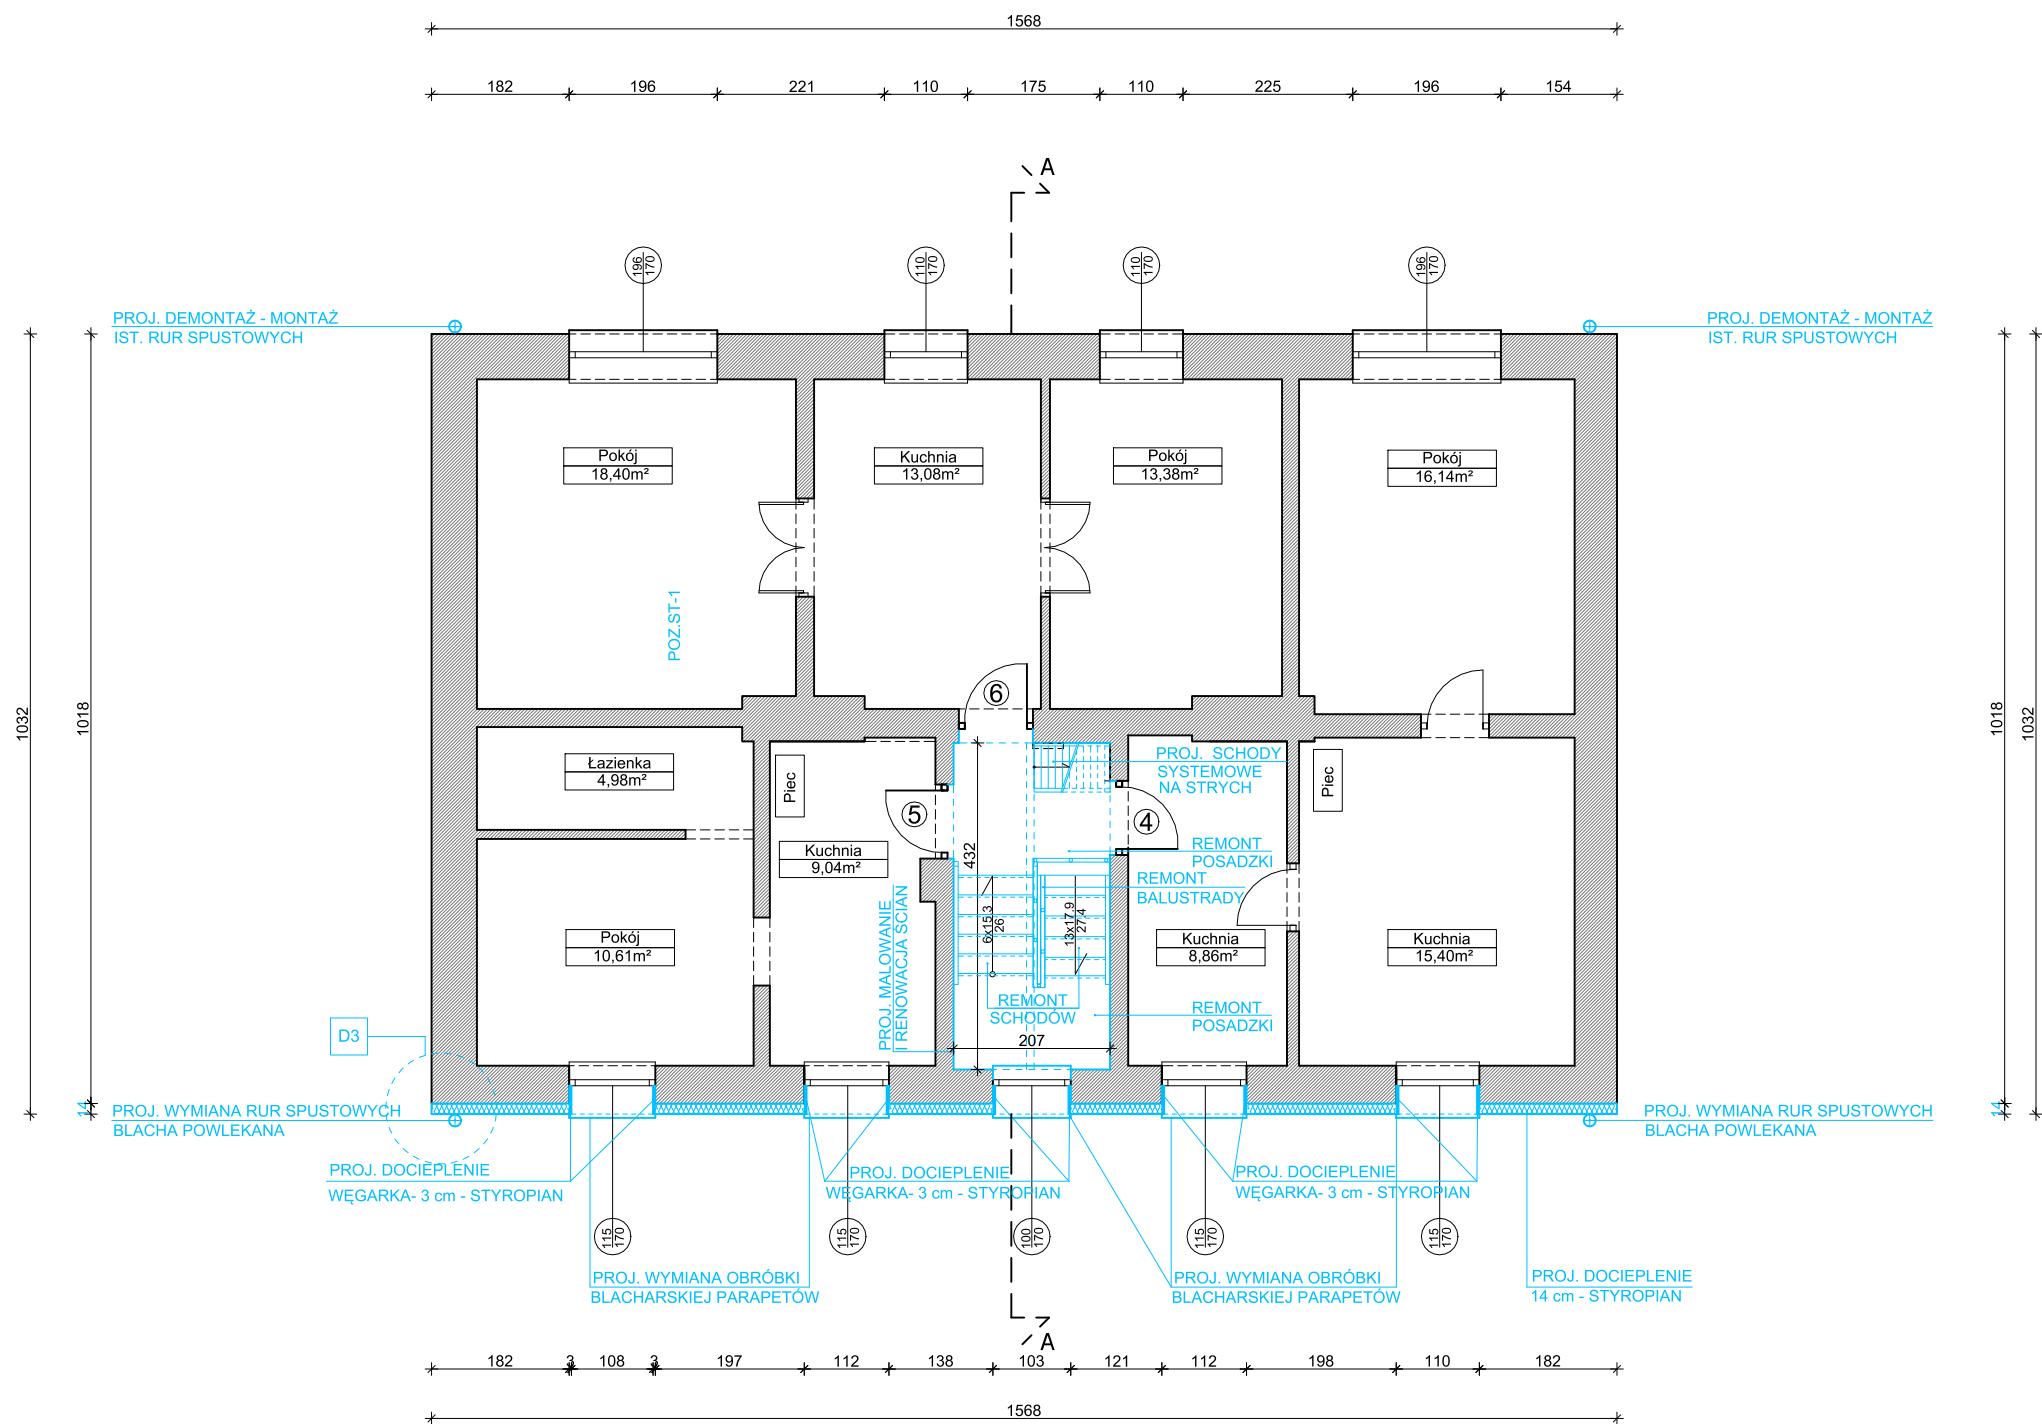 1568
182 196 221 110 175 110 225 196 154
A
196
170
110
170
110
170
196
170
PROJ. DEMONTAŻ - MONTAŻ
IST. RUR SPUSTOWYCH
PROJ. DEMONTAŻ - MONTAŻ
IST. RUR SPUSTOWYCH
Pokój
18,40m²
Kuchnia
13,08m²
Pokój
13,38m²
Pokój
16,14m²
POZ.ST-1
1032
1018
1018
1032
6
Łazienka
4,98m²
Piec
5
Kuchnia
9,04m²
432
PROJ. SCHODY
SYSTEMOWE
NA STRYCH
4
Piec
REMONT
POSADZKI
REMONT
BALUSTRADY
PROJ. MALOWANIE
I RENOWACJA ŚCIAN
6x15.3
26
13x17.9
27.4
Pokój
10,61m²
Kuchnia
8,86m²
Kuchnia
15,40m²
REMONT
SCHODÓW
REMONT
POSADZKI
207
D3
14
14
PROJ. WYMIANA RUR SPUSTOWYCH
BLACHA POWLEKANA
PROJ. WYMIANA RUR SPUSTOWYCH
BLACHA POWLEKANA
PROJ. DOCIEPLENIE
WĘGARKA- 3 cm - STYROPIAN
PROJ. DOCIEPLENIE
WĘGARKA- 3 cm - STYROPIAN
PROJ. DOCIEPLENIE
WĘGARKA- 3 cm - STYROPIAN
115
170
115
170
100
170
115
170
115
170
PROJ. WYMIANA OBRÓBKI
BLACHARSKIEJ PARAPETÓW
PROJ. WYMIANA OBRÓBKI
BLACHARSKIEJ PARAPETÓW
PROJ. DOCIEPLENIE
14 cm - STYROPIAN
A
182 3 108 3 197 112 138 103 121 112 198 110 182
1568